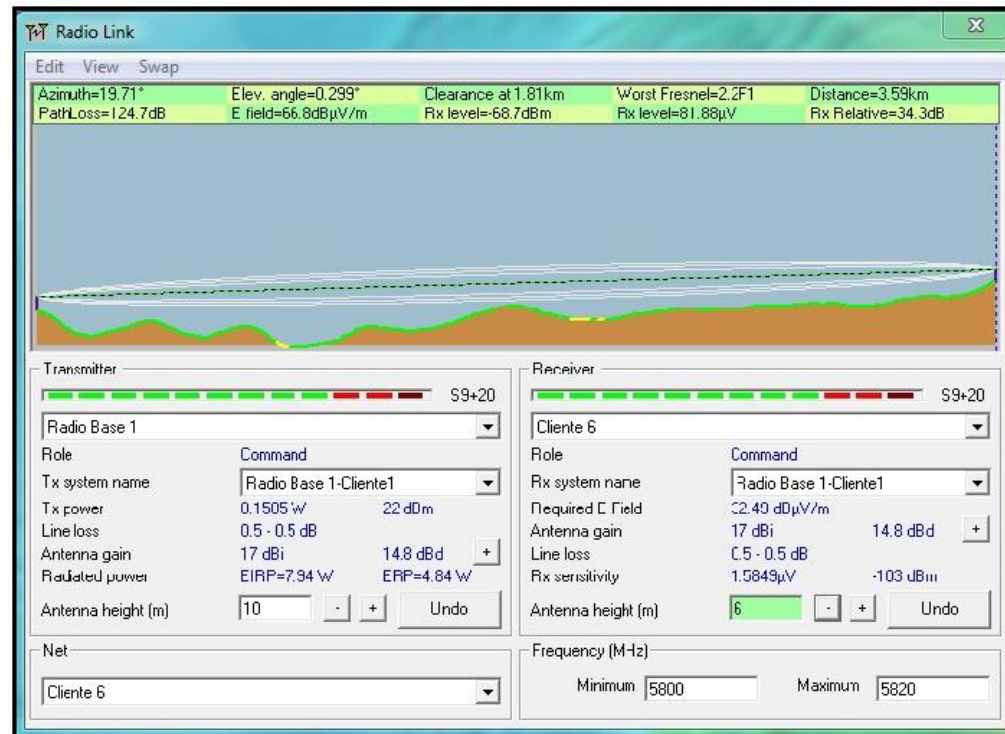 Radio Link
Edit View Swap
Azimuth=19.71° Elev. angle=0.299° Clearance at 1.81km Worst Fresnel=2.2F1 Distance=3.59km
PathLoss=124.7dB E field=66.8dBµV/m Rx level=-68.7dBm Rx level=81.88µV Rx Relative=34.3dB
Transmitter
S9+20
Radio Base 1
Role Command
Tx system name Radio Base 1-Cliente1
Tx power 0.1505 W 22 dBm
Line loss 0.5 - 0.5 dB
Antenna gain 17 dBi 14.8 dBd +
Radiated power EIRP=7.94 W ERP=4.84 W
Antenna height (m) 10 - + Undo
Net
Cliente 6
Receiver
S9+20
Cliente 6
Role Command
Rx system name Radio Base 1-Cliente1
Required E Field dBµV/m
Antenna gain 17 dBi 14.8 dBd +
Line loss 0.5 - 0.5 dB
Rx sensitivity 1.5849µV -103 dBm
Antenna height (m) 6 - + Undo
Frequency (MHz)
Minimum 5800 Maximum 5820